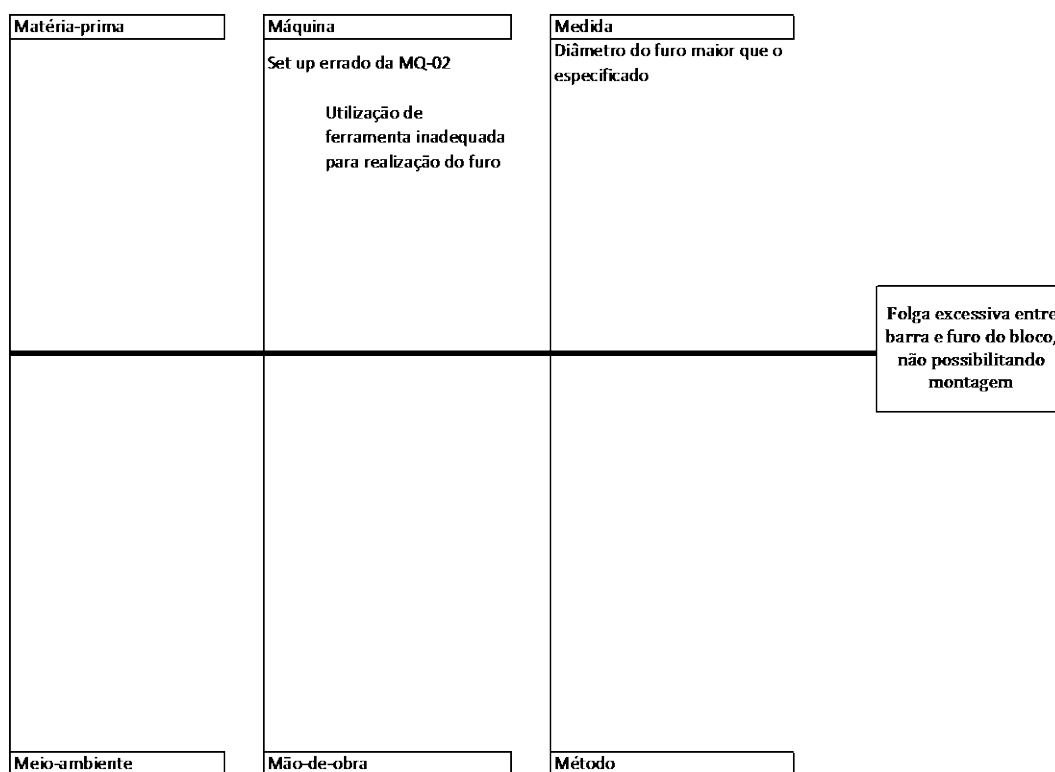 Matéria-prima
Máquina
Medida
Set up errado da MQ-02
Diâmetro do furo maior que o
especificado
Utilização de
ferramenta inadequada
para realização do furo
Folga excessiva entre
barra e furo do bloco,
não possibilitando
montagem
Meio-ambiente
Mão-de-obra
Método